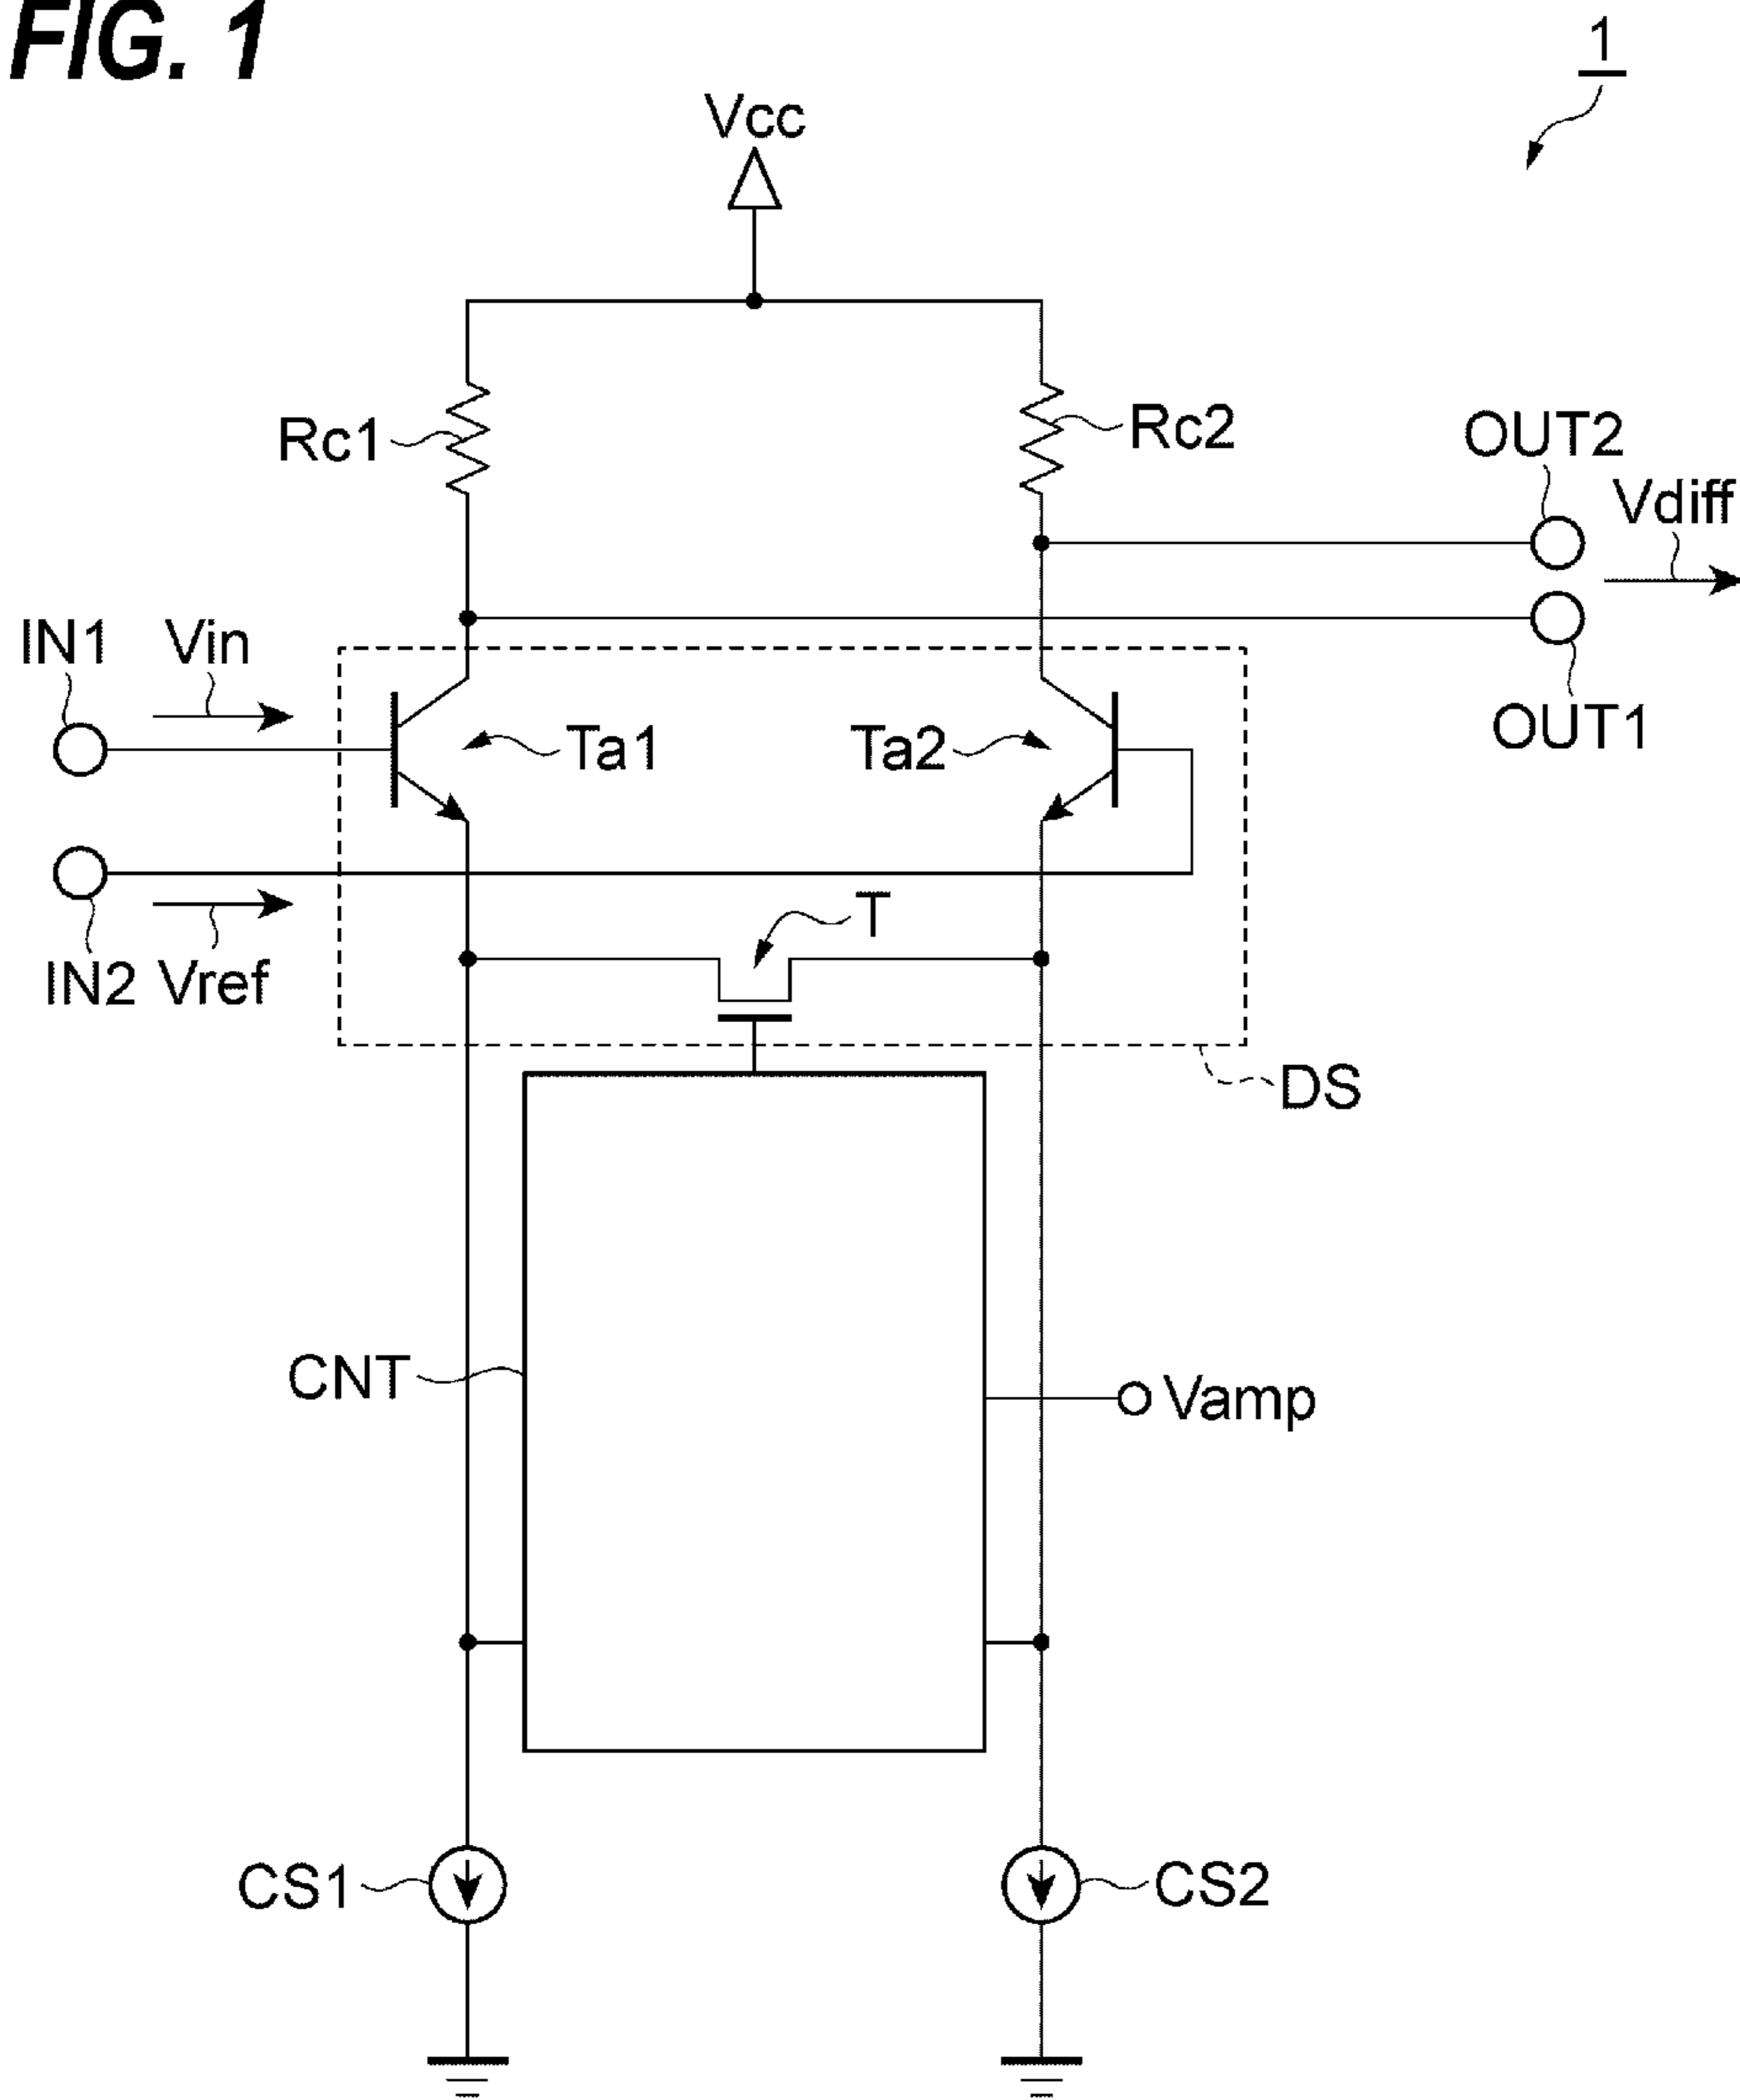 FIG. 1
1
Vcc
Rc1
Rc2
OUT2
Vdiff
IN1
Vin
Ta1
Ta2
OUT1
T
IN2
Vref
DS
CNT
Vamp
CS1
CS2